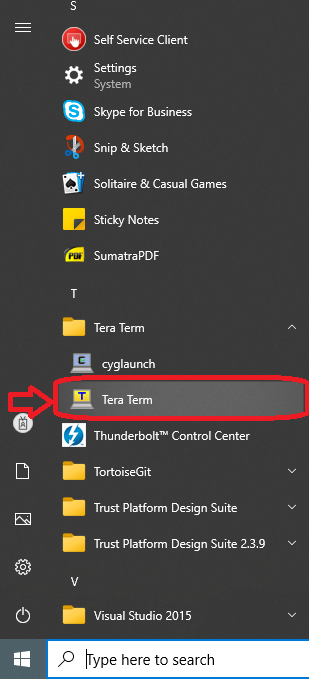 S
Self Service Client
Settings
System
Skype for Business
Snip & Sketch
Solitaire & Casual Games
Sticky Notes
SumatraPDF
T
Tera Term
cyglaunch
Tera Term
Thunderbolt™ Control Center
TortoiseGit
Trust Platform Design Suite
Trust Platform Design Suite 2.3.9
V
Visual Studio 2015
Type here to search